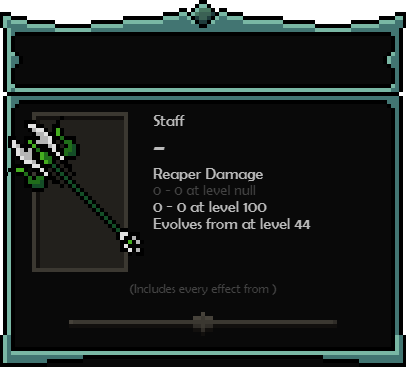 Staff
–
Reaper Damage
0 - 0 at level null
0 - 0 at level 100
Evolves from at level 44
(Includes every effect from )